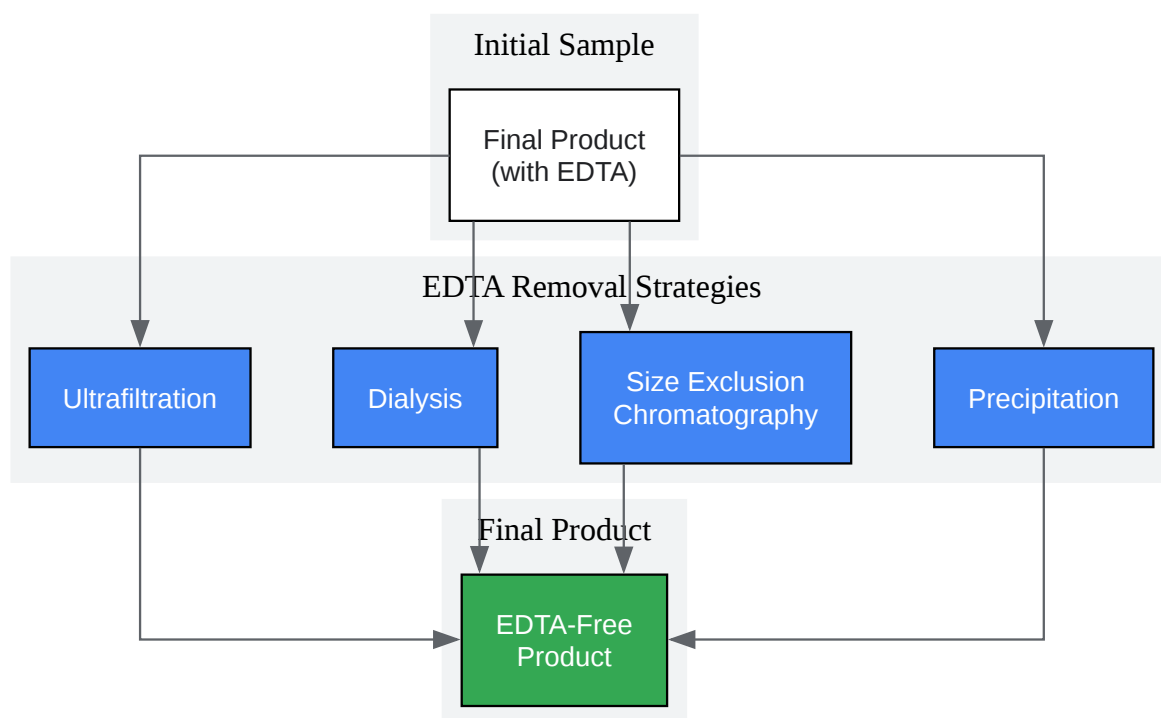 Initial Sample
Final Product
(with EDTA)
EDTA Removal Strategies
Ultrafiltration
Dialysis
Size Exclusion
Chromatography
Precipitation
Final Product
EDTA-Free
Product